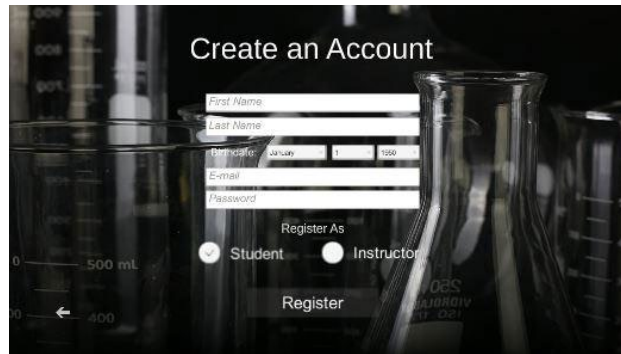 Create an Account
First Name
Last Name
Birthdate: January 1 1950
E-mail
Password
Register As
Student Instructor
Register
500 mL
400
250